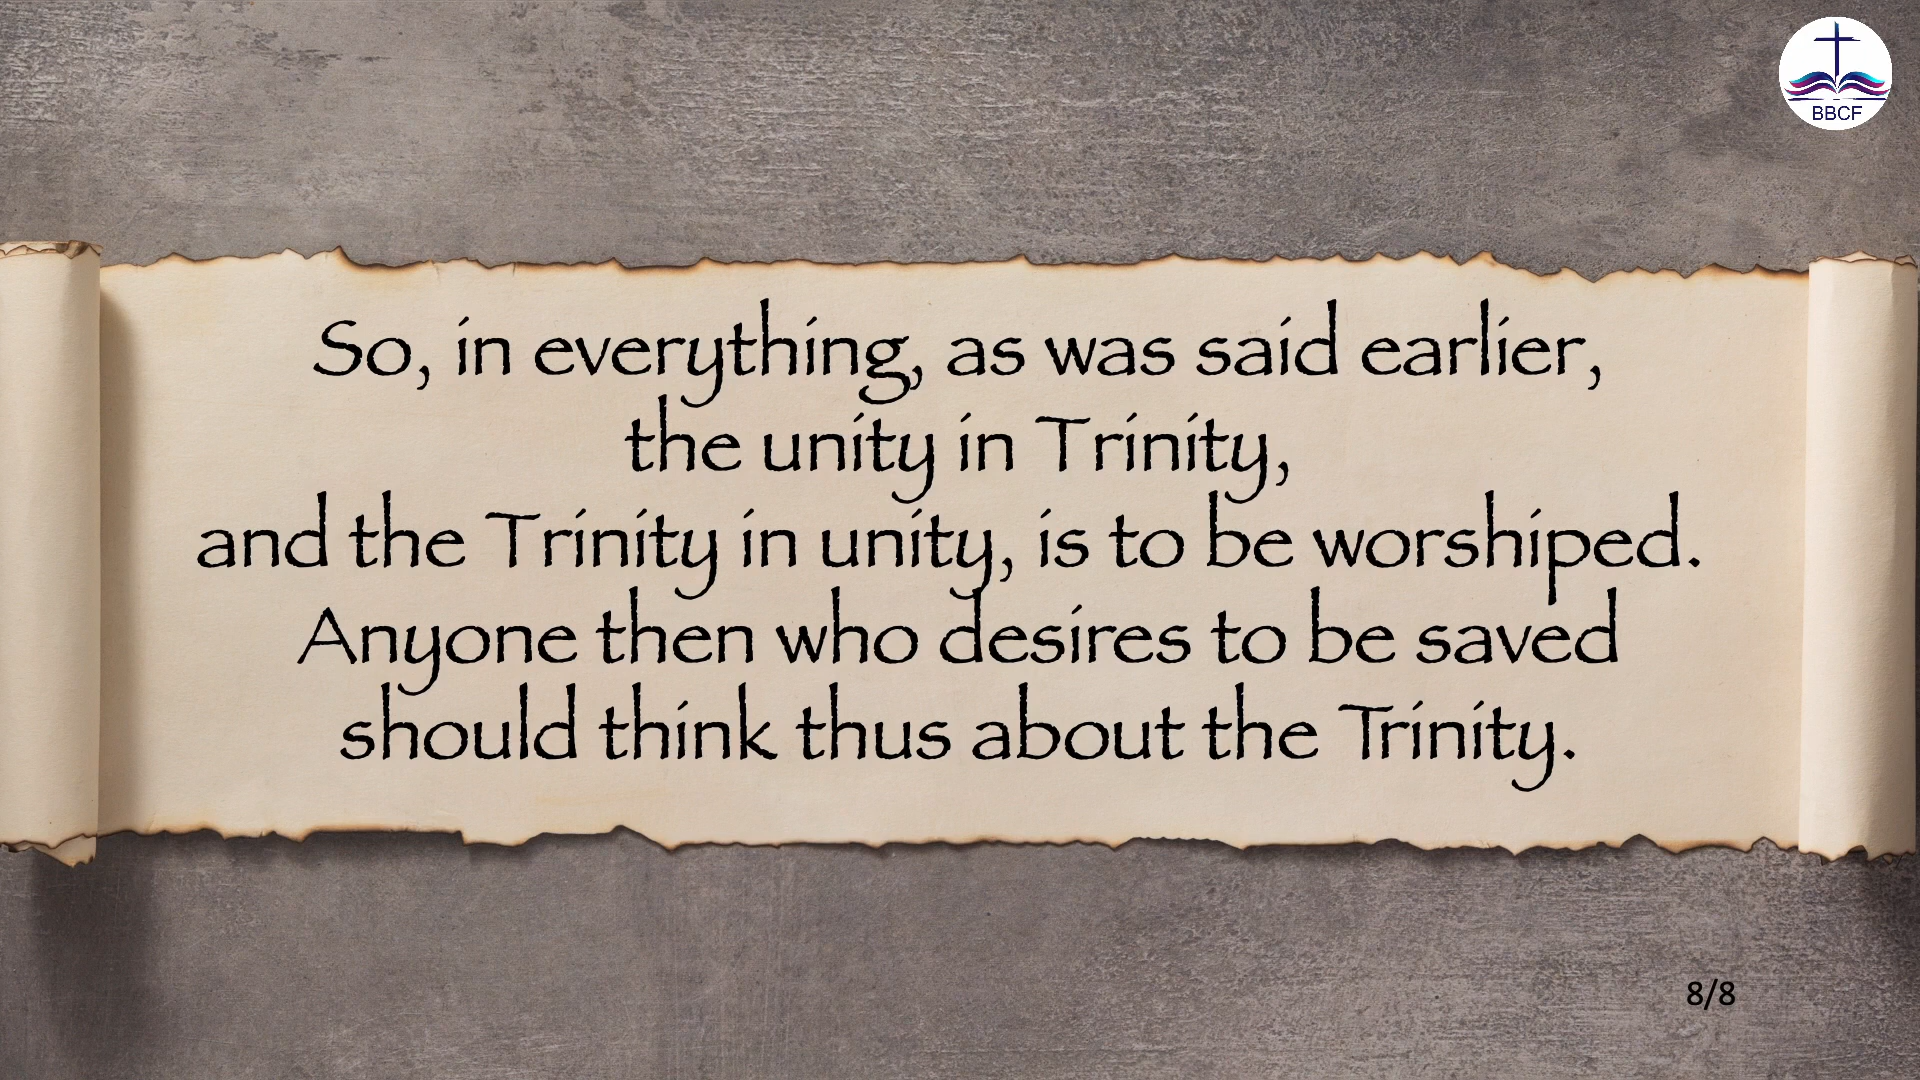 BBCF
So, in everything, as was said earlier,
the unity in Trinity,
and the Trinity in unity, is to be worshiped.
Anyone then who desires to be saved
should think thus about the Trinity.
8/8